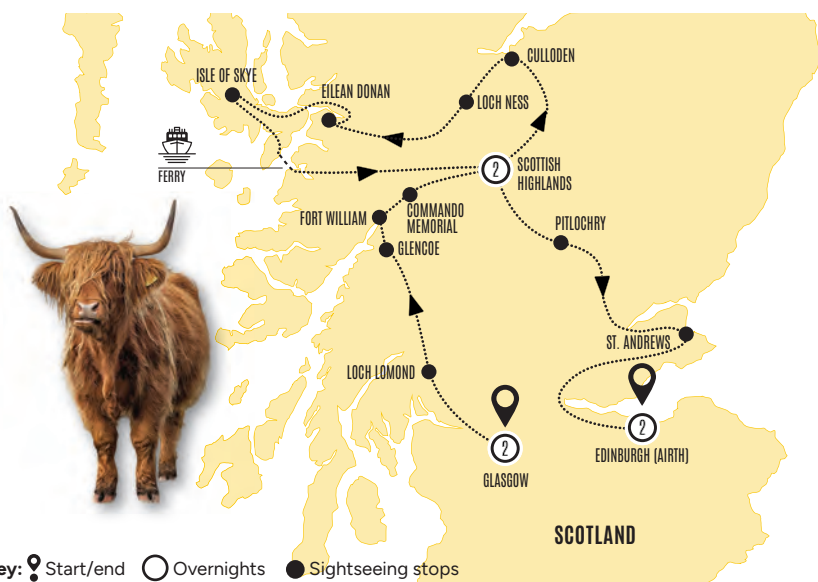 CULLODEN
ISLE OF SKYE
EILEAN DONAN
LOCH NESS
FERRY
2
SCOTTISH
HIGHLANDS
COMMANDO
MEMORIAL
FORT WILLIAM
PITLOCHRY
GLENCOE
ST. ANDREWS
LOCH LOMOND
2
EDINBURGH (AIRTH)
2
GLASGOW
SCOTLAND
ey: Start/end Overnights Sightseeing stops